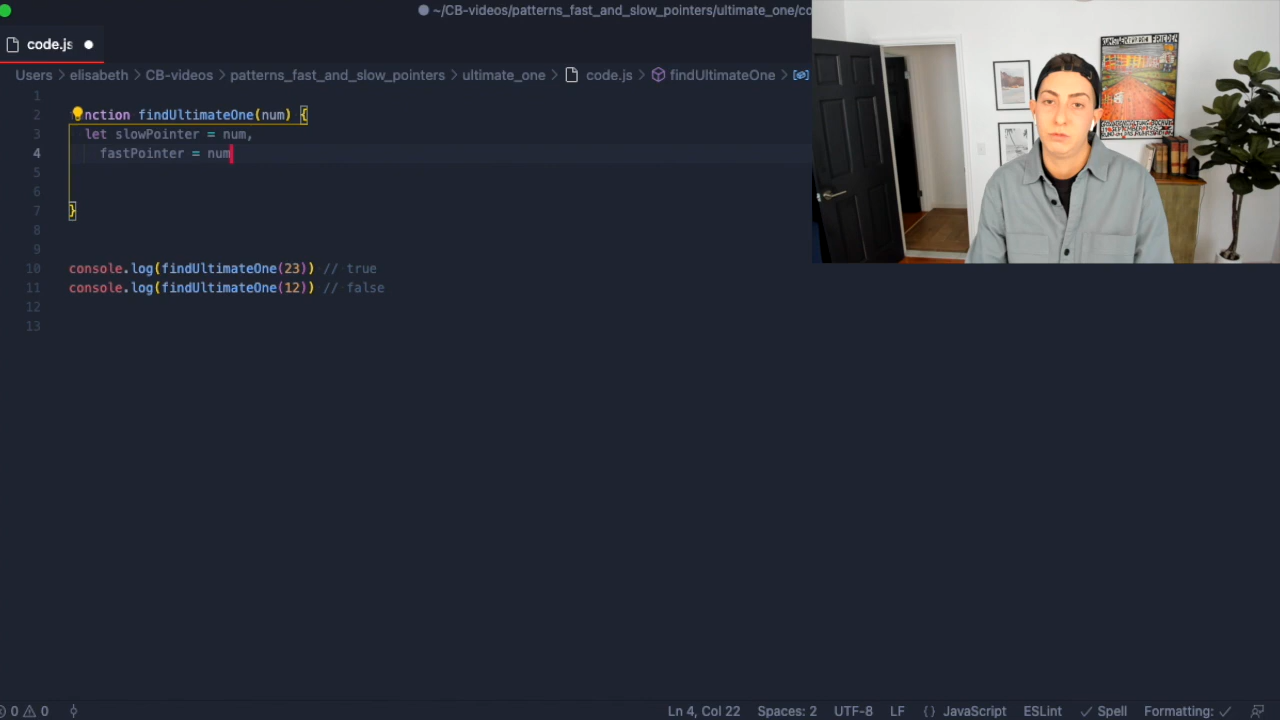 ~/CB-videos/patterns_fast_and_slow_pointers/ultimate_one/co
code.js
Users > elisabeth > CB-videos > patterns_fast_and_slow_pointers > ultimate_one > code.js > findUltimateOne >
1
2 nction findUltimateOne(num) {
3 let slowPointer = num,
4 fastPointer = num
5
6
7 }
8
9
10 console.log(findUltimateOne(23)) // true
11 console.log(findUltimateOne(12)) // false
12
13
0 0 Ln 4, Col 22 Spaces: 2 UTF-8 LF {} JavaScript ESLint ✓ Spell Formatting: ✓